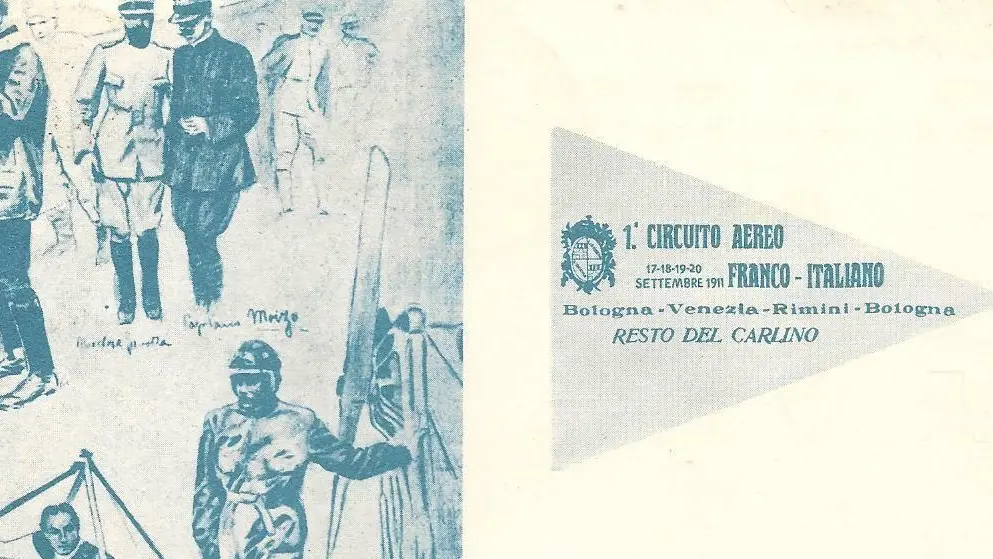 Capitano Moizo
1.° CIRCUITO AEREO
17-18-19-20
SETTEMBRE 1911 FRANCO - ITALIANO
Bologna - Venezia - Rimini - Bologna
RESTO DEL CARLINO